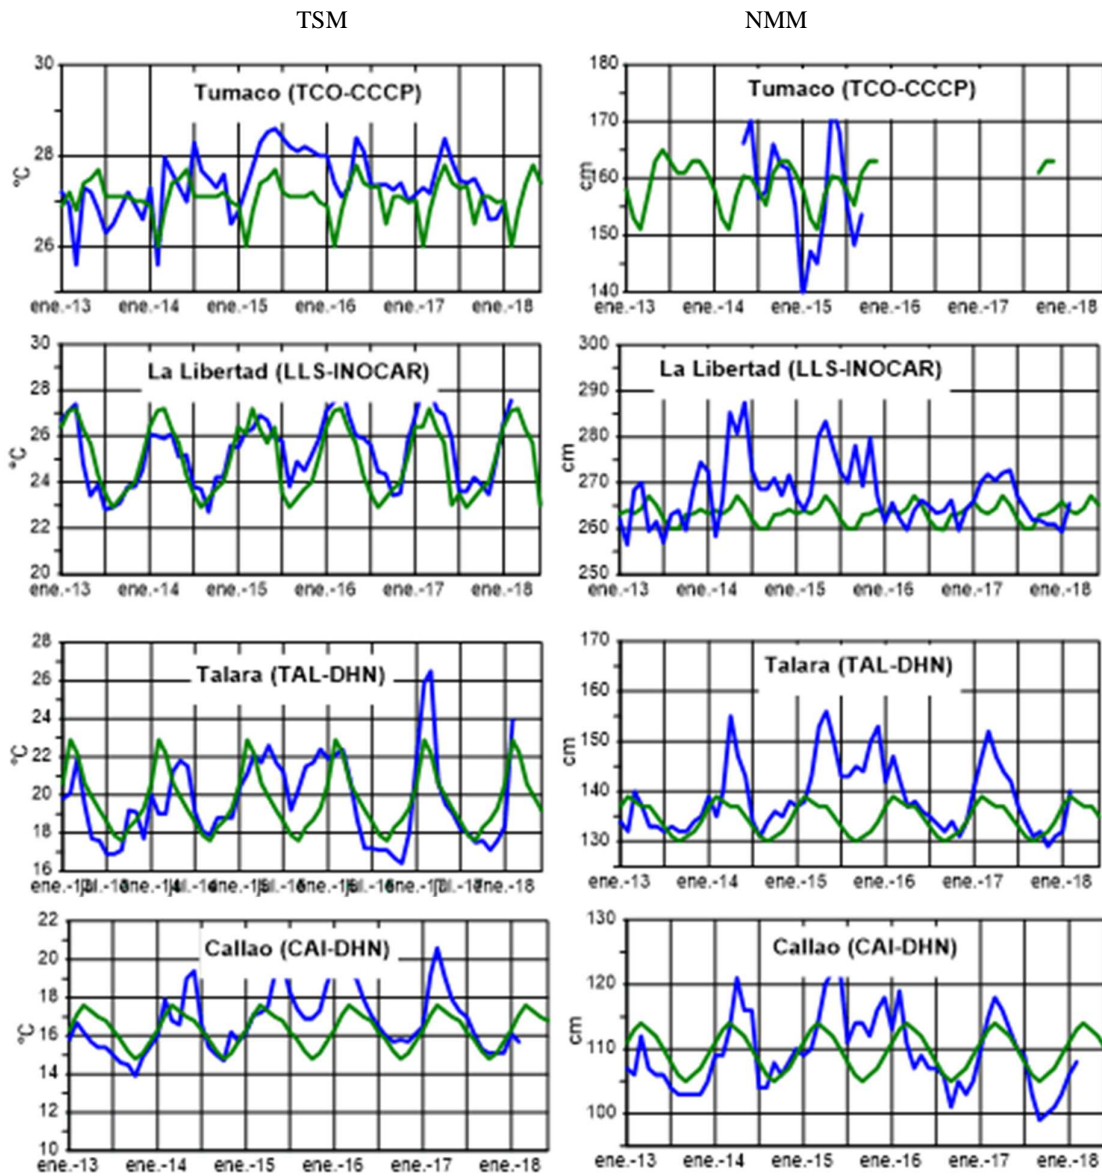 TSM NMM
30
28
26
°C
Tumaco (TCO-CCCP)
ene.-13 ene.-14 ene.-15 ene.-16 ene.-17 ene.-18
180
170
160
150
140
cm
Tumaco (TCO-CCCP)
ene.-13 ene.-14 ene.-15 ene.-16 ene.-17 ene.-18
30
28
26
24
22
20
°C
La Libertad (LLS-INOCAR)
ene.-13 ene.-14 ene.-15 ene.-16 ene.-17 ene.-18
300
290
280
270
260
250
cm
La Libertad (LLS-INOCAR)
ene.-13 ene.-14 ene.-15 ene.-16 ene.-17 ene.-18
28
26
24
22
20
18
16
°C
Talara (TAL-DHN)
ene.-18
170
160
150
140
130
cm
Talara (TAL-DHN)
ene.-13 ene.-14 ene.-15 ene.-16 ene.-17 ene.-18
22
20
18
16
14
12
10
°C
Callao (CAI-DHN)
ene.-13 ene.-14 ene.-15 ene.-16 ene.-17 ene.-18
130
120
110
100
cm
Callao (CAI-DHN)
ene.-13 ene.-14 ene.-15 ene.-16 ene.-17 ene.-18